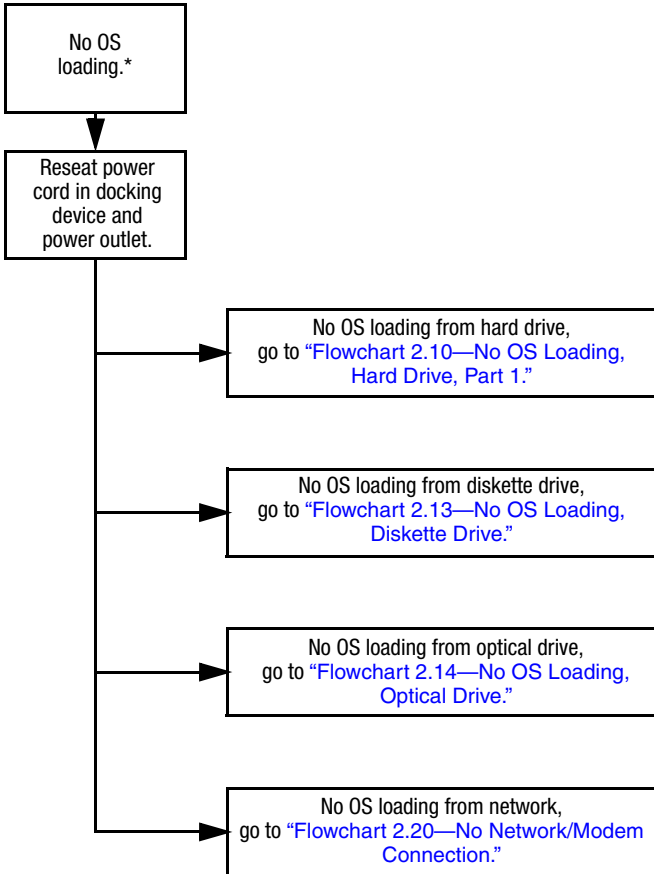 No OS
loading.*
Reseat power
cord in docking
device and
power outlet.
No OS loading from hard drive,
go to “Flowchart 2.10—No OS Loading,
Hard Drive, Part 1.”
No OS loading from diskette drive,
go to “Flowchart 2.13—No OS Loading,
Diskette Drive.”
No OS loading from optical drive,
go to “Flowchart 2.14—No OS Loading,
Optical Drive.”
No OS loading from network,
go to “Flowchart 2.20—No Network/Modem
Connection.”